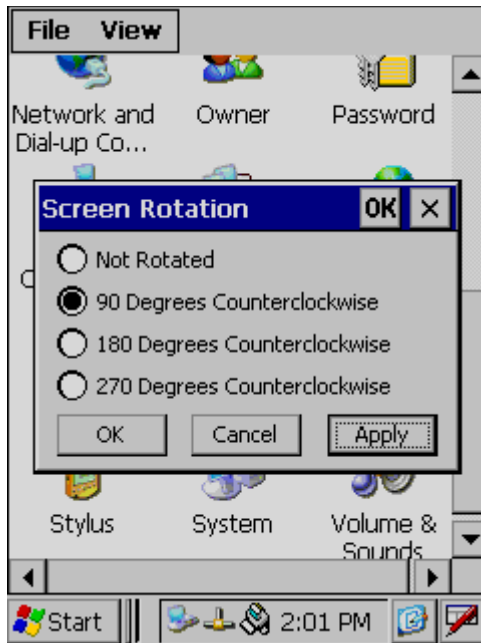 File View
Network and Dial-up Co...
Owner
Password
Screen Rotation OK ×
Not Rotated
90 Degrees Counterclockwise
180 Degrees Counterclockwise
270 Degrees Counterclockwise
OK Cancel Apply
Stylus System Volume &
Sounds
Start 2:01 PM